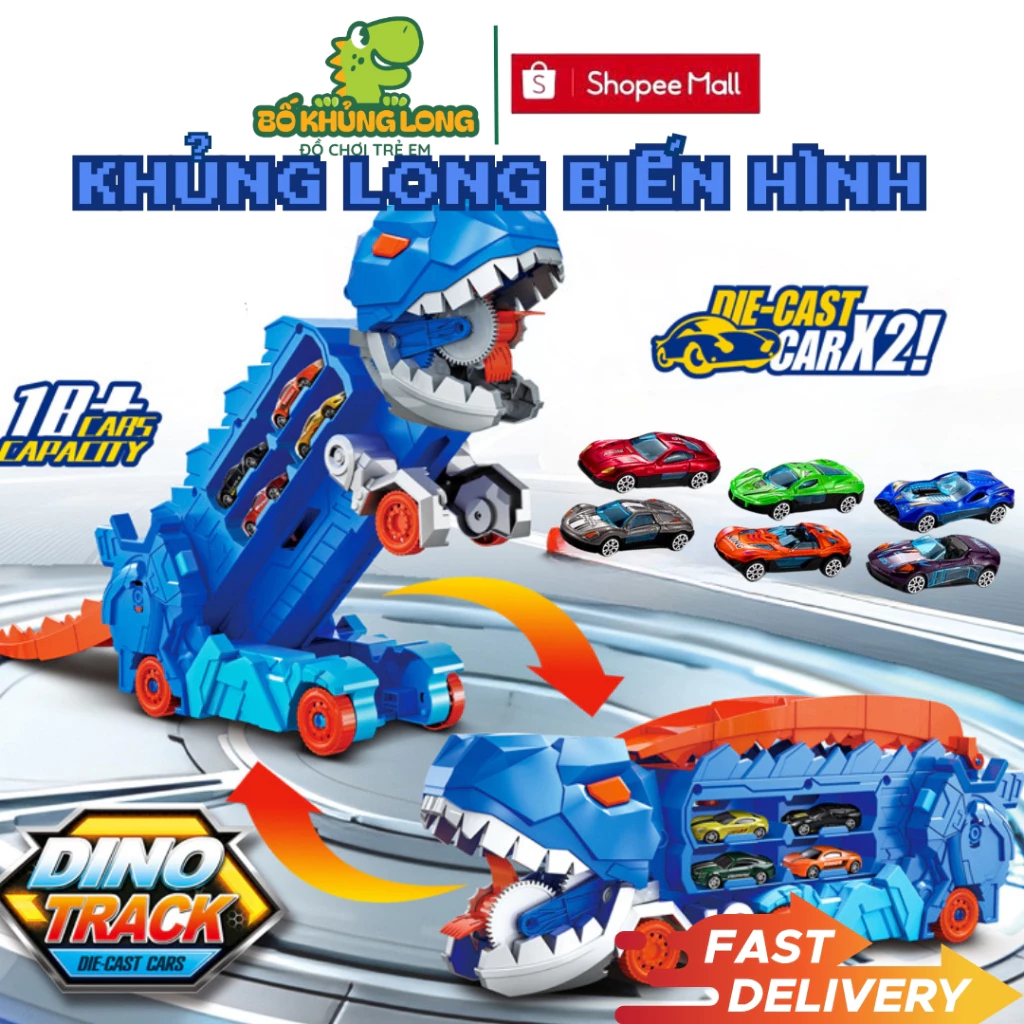 BỐ KHỦNG LONG
ĐỒ CHƠI TRẺ EM
S Shopee Mall
KHỦNG LONG BIẾN HÌNH
DIE-CAST
CAR X2!
18+
CARS
CAPACITY
DINO
TRACK
DIE-CAST CARS
FAST
DELIVERY